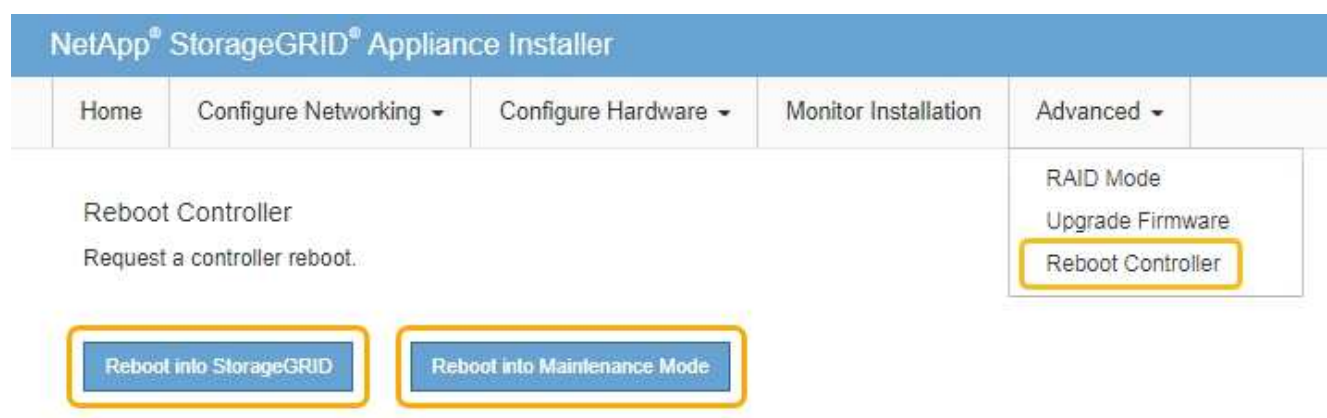 NetApp® StorageGRID® Appliance Installer
Home Configure Networking Configure Hardware Monitor Installation Advanced
RAID Mode
Upgrade Firmware
Reboot Controller
Reboot Controller
Request a controller reboot.
Reboot into StorageGRID Reboot into Maintenance Mode